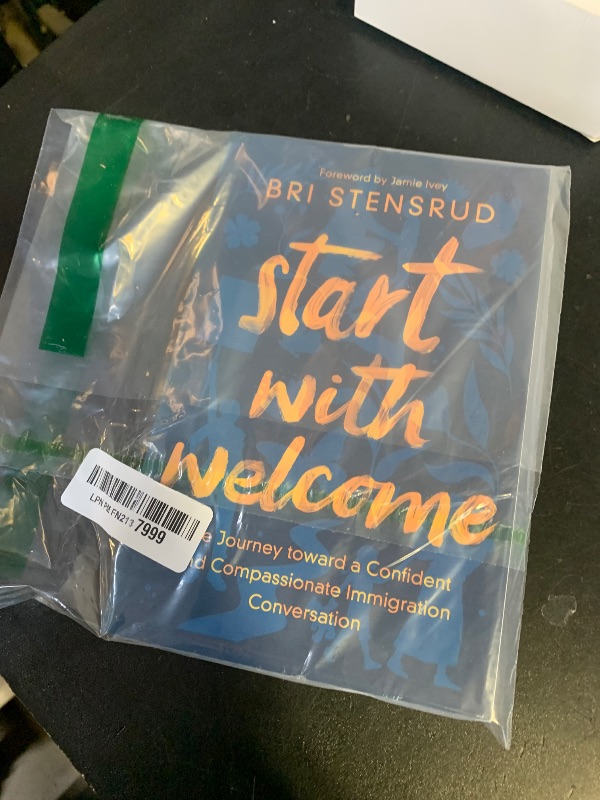 Foreword by Jamie Ivey
BRI STENSRUD
start
with
welcome
Journey toward a Confident
Compassionate Immigration
Conversation
7999